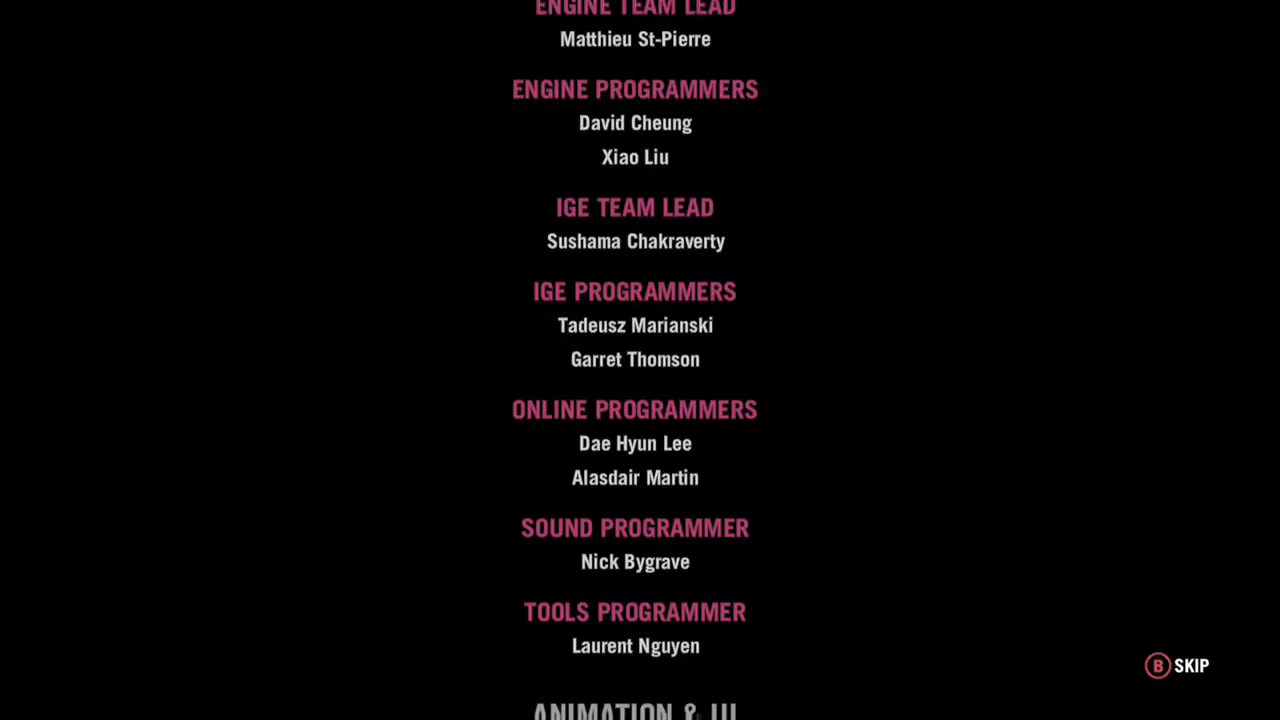 ENGINE TEAM LEAD
Matthieu St-Pierre
ENGINE PROGRAMMERS
David Cheung
Xiao Liu
IGE TEAM LEAD
Sushama Chakraverty
IGE PROGRAMMERS
Tadeusz Marianski
Garret Thomson
ONLINE PROGRAMMERS
Dae Hyun Lee
Alasdair Martin
SOUND PROGRAMMER
Nick Bygrave
TOOLS PROGRAMMER
Laurent Nguyen
B SKIP
ANIMATION & UI